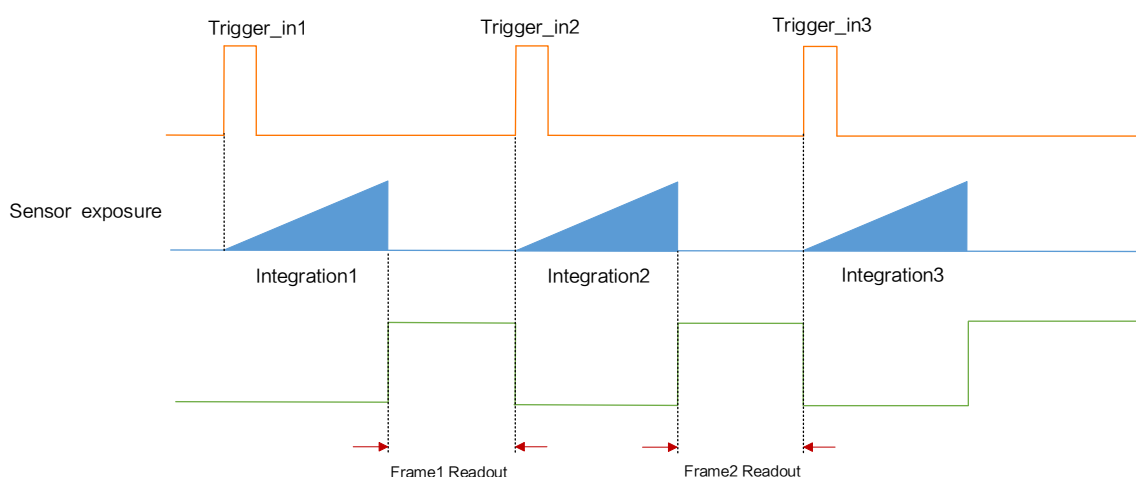 Trigger_in1
Trigger_in2
Trigger_in3
Sensor exposure
Integration1
Integration2
Integration3
Frame1 Readout
Frame2 Readout